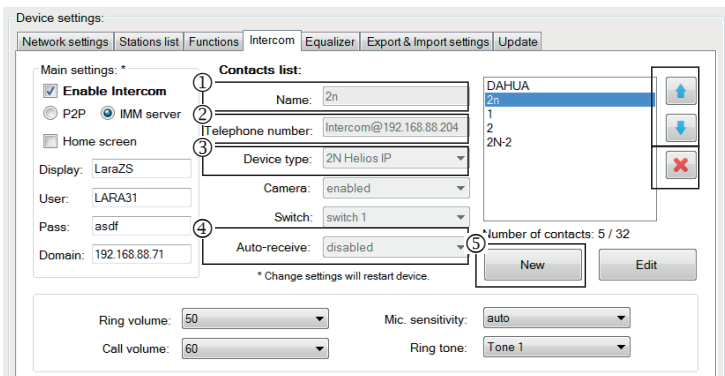 Device settings:
Network settings Stations list Functions Intercom Equalizer Export & Import settings Update
Main settings: *
Enable Intercom
P2P IMM server
Home screen
Display: LaraZS
User: LARA31
Pass: asdf
Domain: 192.168.88.71
Contacts list:
① Name: 2n
② Telephone number: Intercom@192.168.88.204
③ Device type: 2N Helios IP
Camera: enabled
Switch: switch 1
④ Auto-receive: disabled
* Change settings will restart device.
DAHUA
2n
1
2
2N-2
Number of contacts: 5 / 32
⑤ New Edit
Ring volume: 50 Mic. sensitivity: auto
Call volume: 60 Ring tone: Tone 1